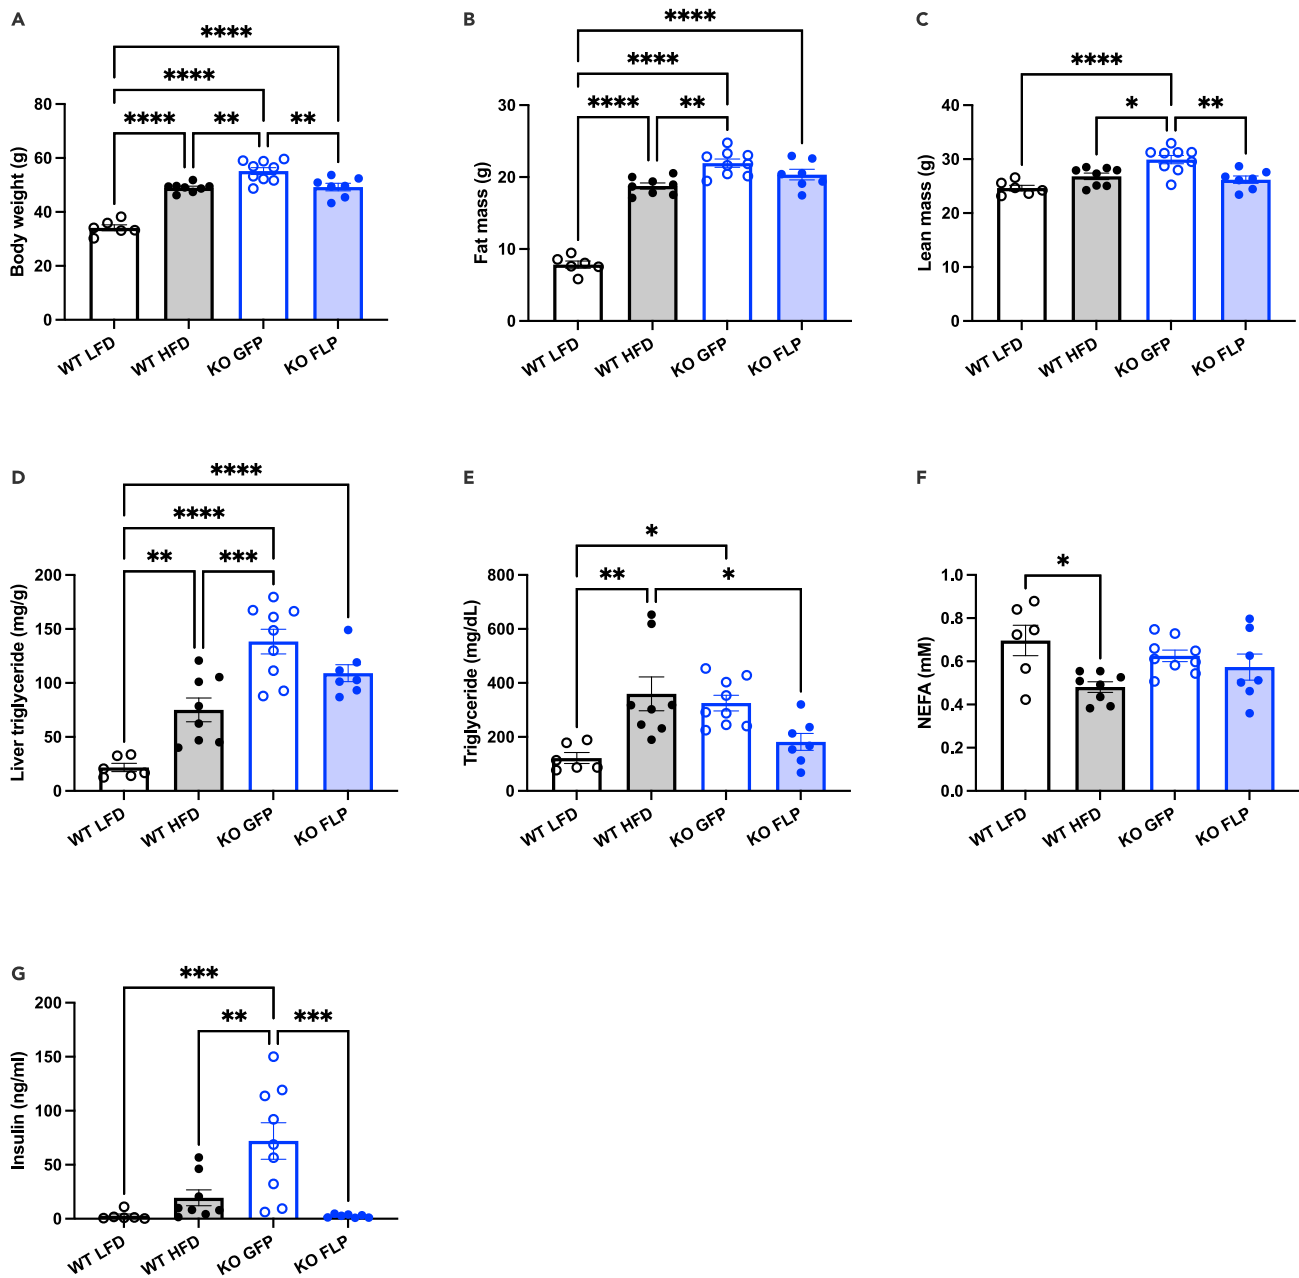 A
B
C
****
****
**** ** **
80
60
40
20
0
Body weight (g)
WT LFD
WT HFD
KO GFP
KO FLP
****
****
**** **
30
20
10
0
Fat mass (g)
WT LFD
WT HFD
KO GFP
KO FLP
****
* **
40
30
20
10
0
Lean mass (g)
WT LFD
WT HFD
KO GFP
KO FLP
D
E
F
****
****
** ***
200
150
100
50
0
Liver triglyceride (mg/g)
WT LFD
WT HFD
KO GFP
KO FLP
*
** *
800
600
400
200
0
Triglyceride (mg/dL)
WT LFD
WT HFD
KO GFP
KO FLP
*
1.0
0.8
0.6
0.4
0.2
0.0
NEFA (mM)
WT LFD
WT HFD
KO GFP
KO FLP
G
***
** ***
200
150
100
50
0
Insulin (ng/ml)
WT LFD
WT HFD
KO GFP
KO FLP